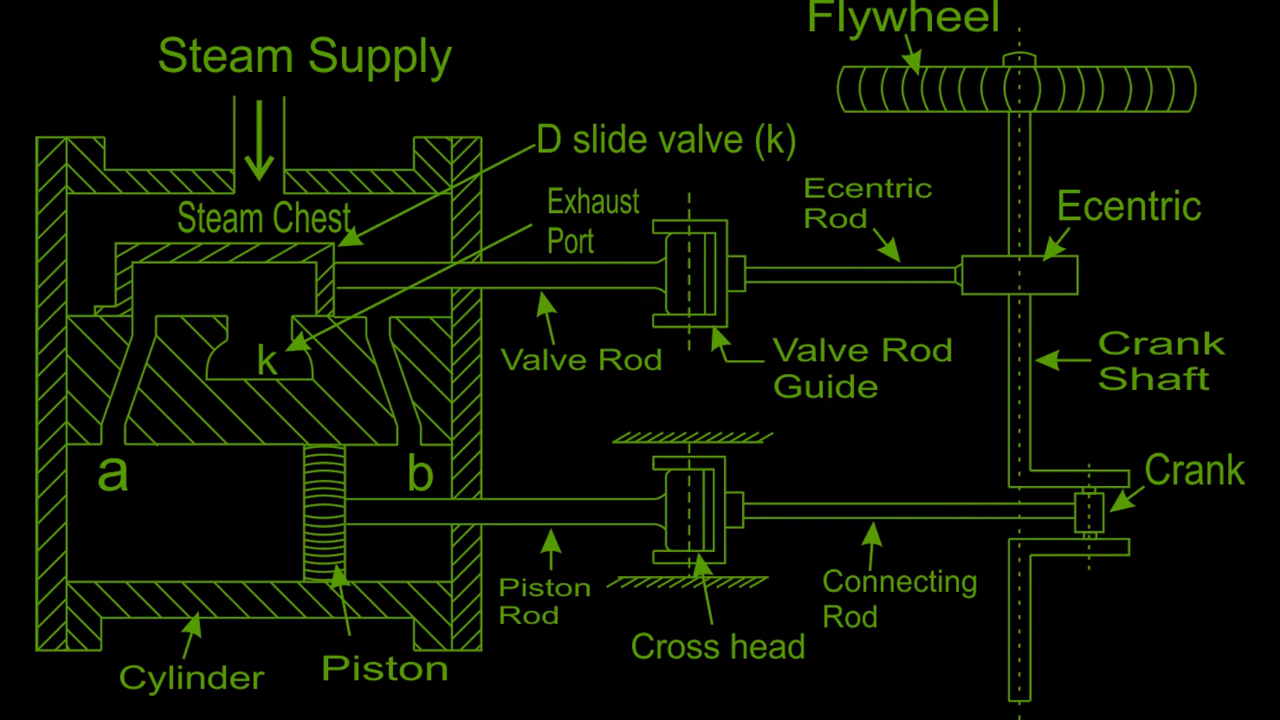 Flywheel
Steam Supply
D slide valve (k)
Steam Chest
Exhaust
Port
Ecentric
Rod
Ecentric
k
Valve Rod
Valve Rod
Guide
Crank
Shaft
a
b
Crank
Piston
Rod
Connecting
Rod
Cross head
Cylinder
Piston